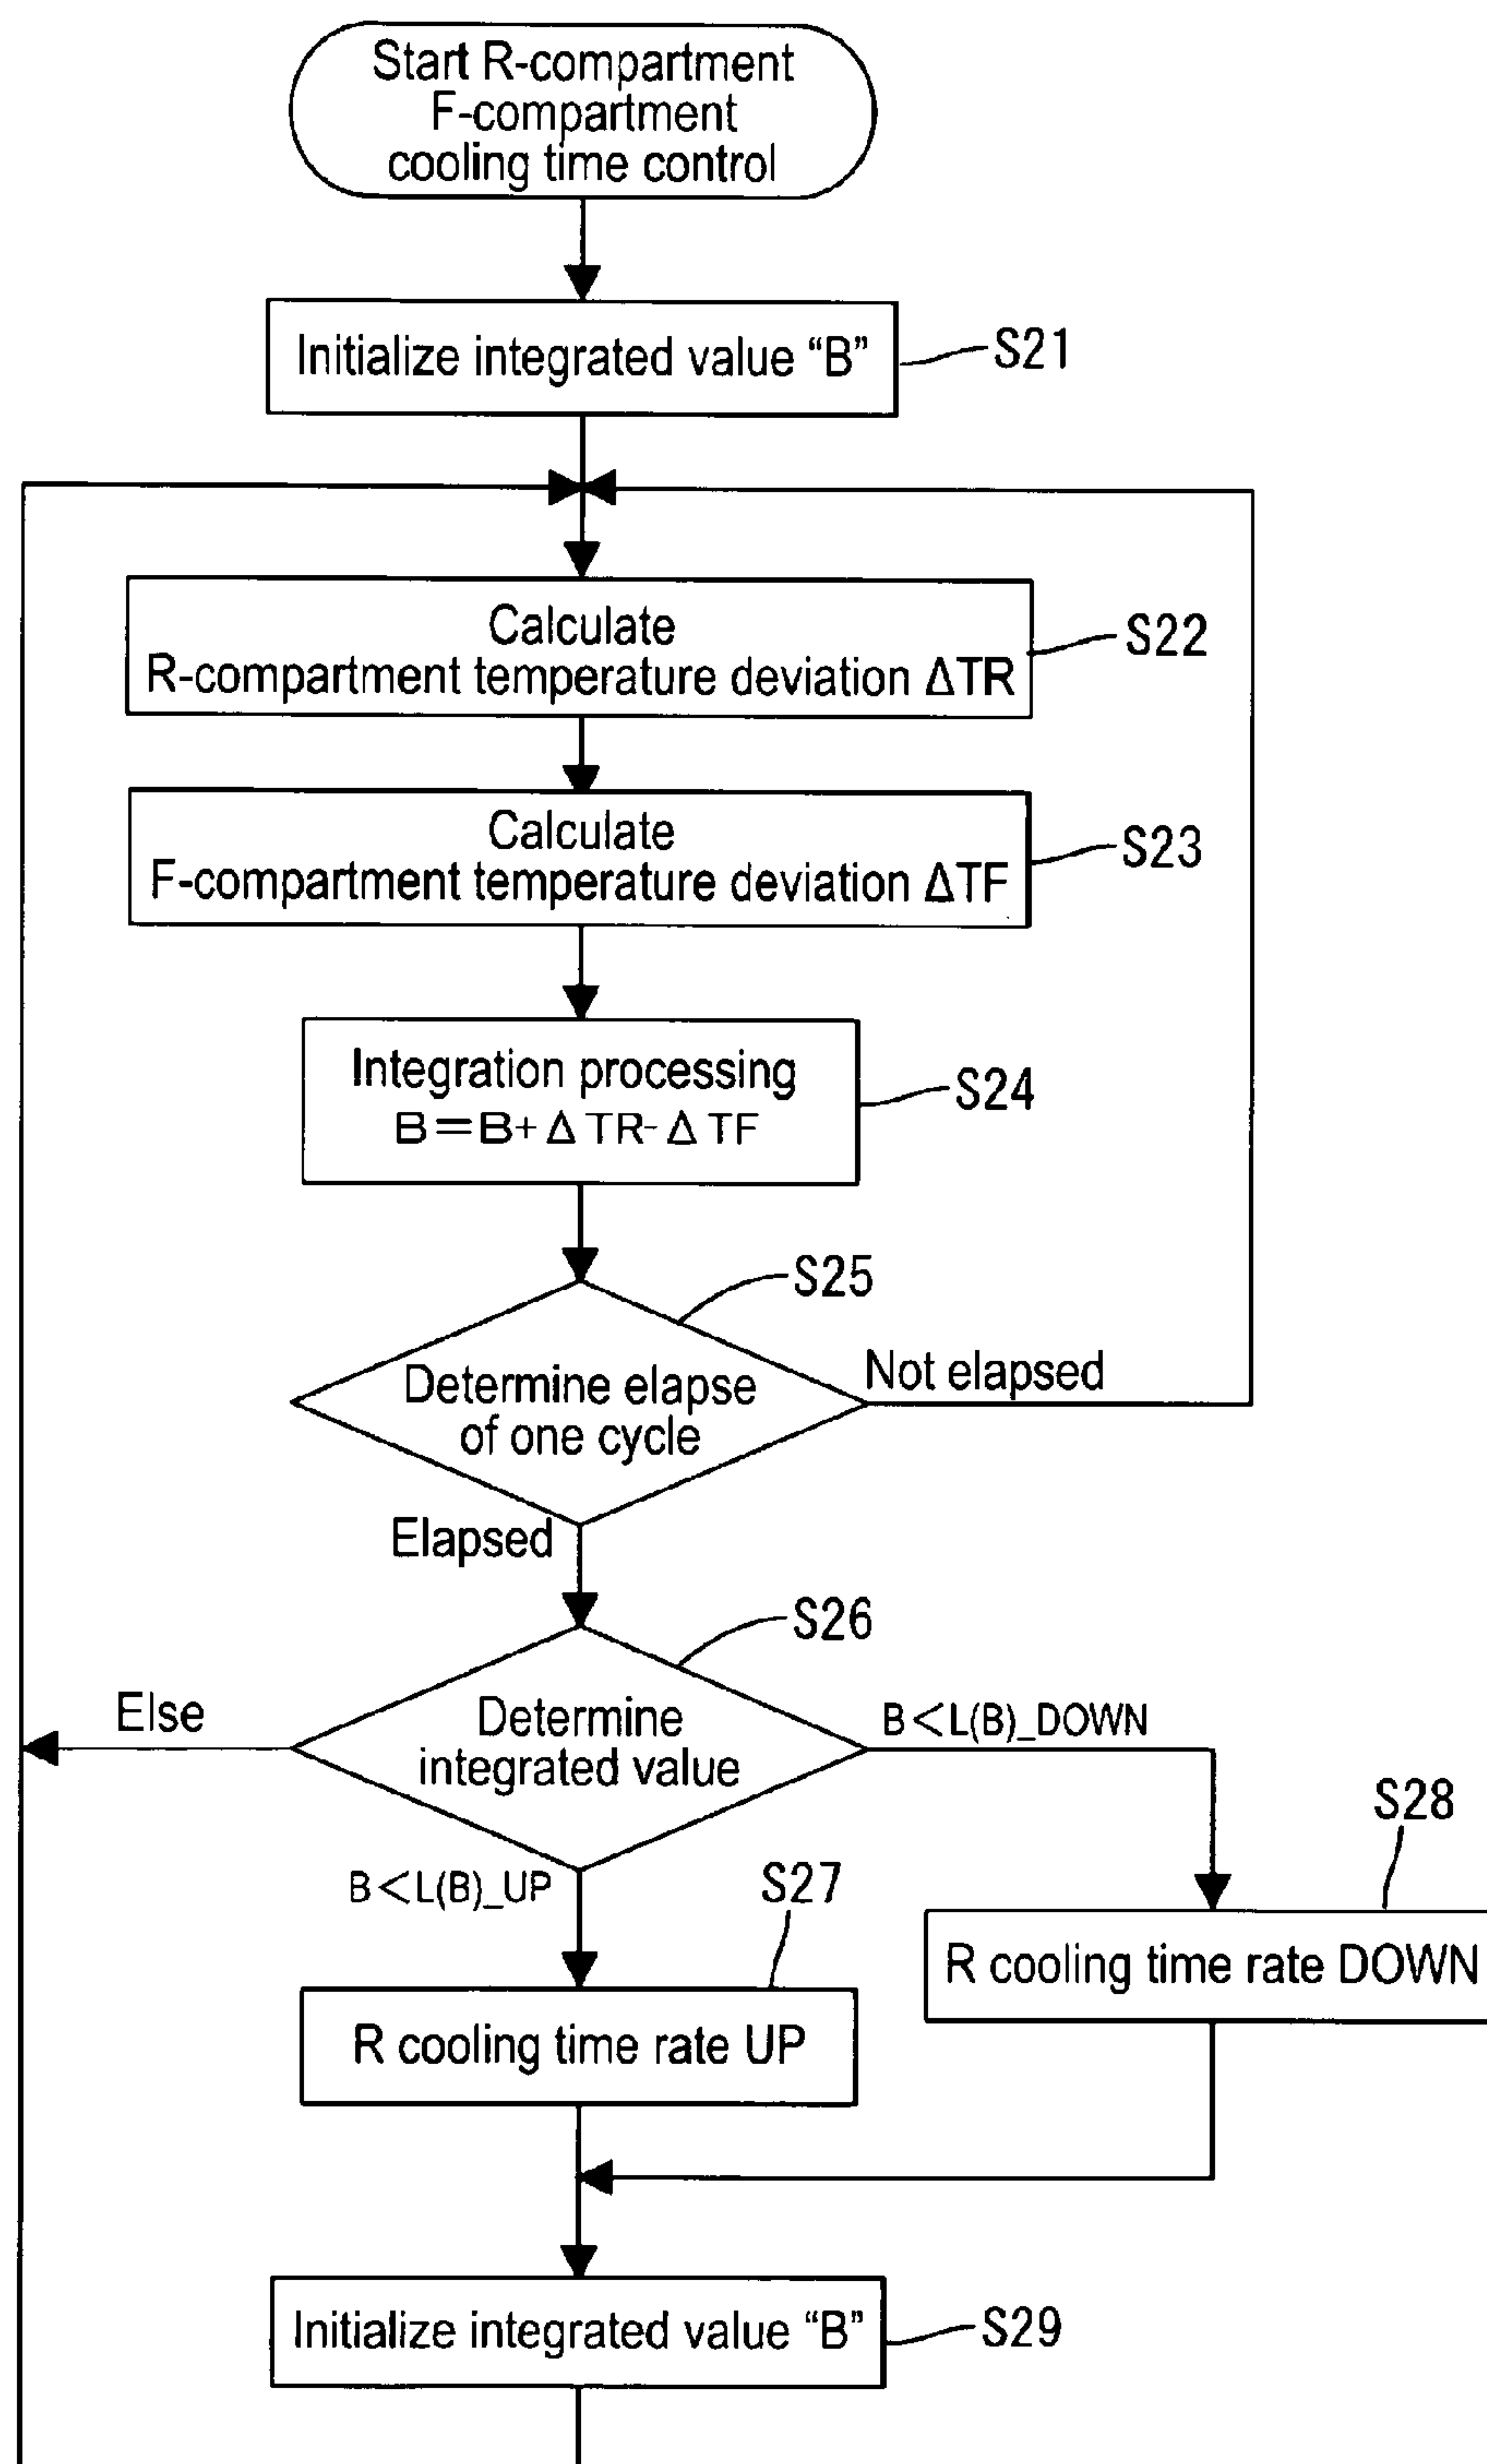 Start R-compartment
F-compartment
cooling time control
Initialize integrated value “B”
S21
Calculate
R-compartment temperature deviation ΔTR
S22
Calculate
F-compartment temperature deviation ΔTF
S23
Integration processing
B=B+ΔTR-ΔTF
S24
S25
Determine elapse
of one cycle
Not elapsed
Elapsed
S26
Determine
integrated value
Else
B<L(B)_DOWN
B<L(B)_UP
S27
S28
R cooling time rate DOWN
R cooling time rate UP
Initialize integrated value “B”
S29